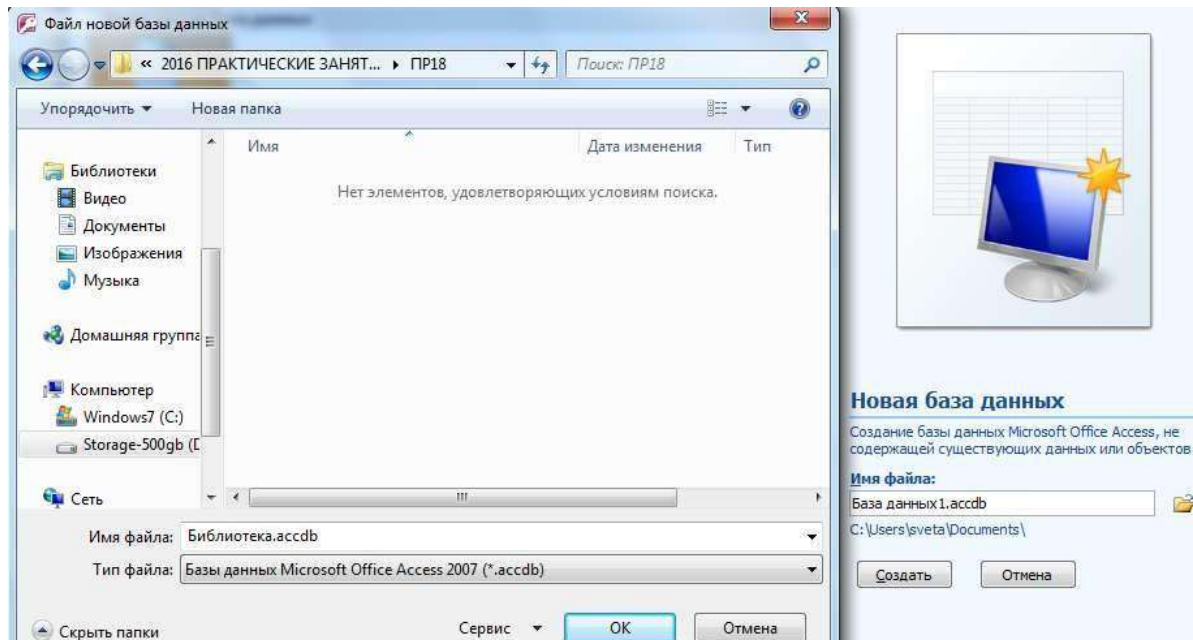 Файл новой базы данных
« 2016 ПРАКТИЧЕСКИЕ ЗАНЯТ... ▸ ПР18
Поиск: ПР18
Упорядочить
Новая папка
Имя
Дата изменения
Тип
Нет элементов, удовлетворяющих условиям поиска.
Библиотеки
Видео
Документы
Изображения
Музыка
Домашняя группа
Компьютер
Windows7 (C:)
Storage-500gb (D
Сеть
Имя файла: Библиотека.accdb
Тип файла: Базы данных Microsoft Office Access 2007 (*.accdb)
Скрыть папки
Сервис
ОК
Отмена
Новая база данных
Создание базы данных Microsoft Office Access, не
содержащей существующих данных или объектов
Имя файла:
База данных1.accdb
C:\Users\sveta\Documents\
Создать
Отмена